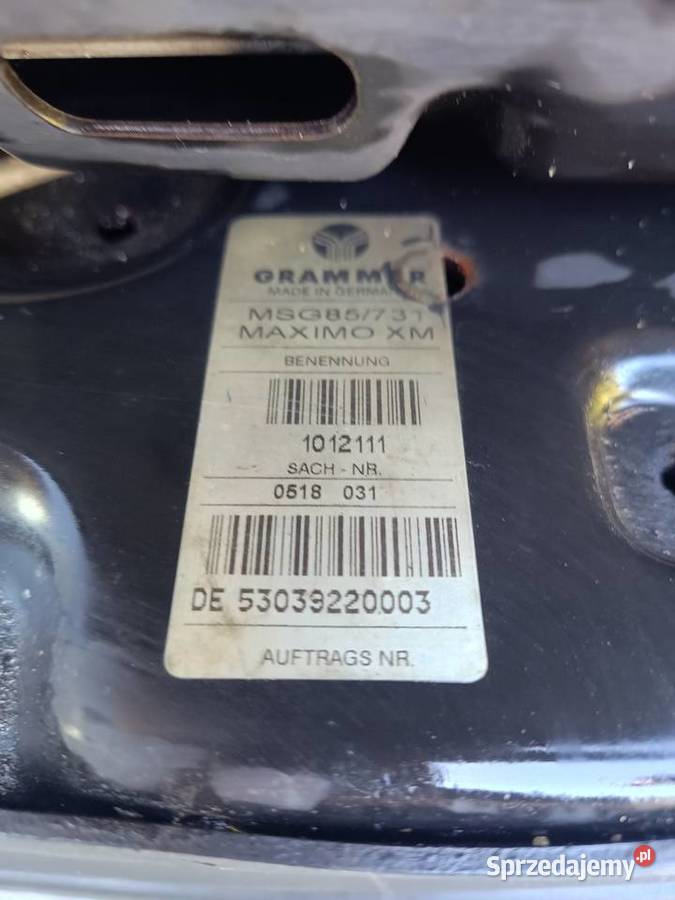 GRAMMER
MADE IN GERMANY
MSG85/731
MAXIMO XM
BENENNUNG
1012111
SACH - NR.
0518 031
DE 53039220003
AUFTRAGS NR.
Sprzedajemy.pl